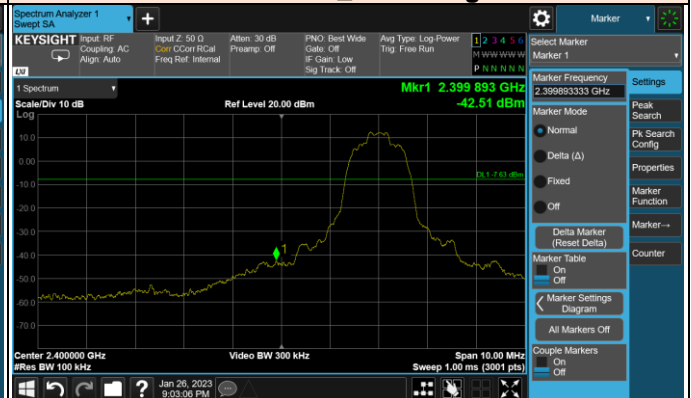 Spectrum Analyzer 1
Swept SA
+
Marker
KEYSIGHT
Input: RF
Coupling: AC
Align: Auto
Input Z: 50 Ω
Corr CCorr RCal
Freq Ref: Internal
Atten: 30 dB
Preamp: Off
PNO: Best Wide
Gate: Off
IF Gain: Low
Sig Track: Off
Avg Type: Log-Power
Trig: Free Run
1 2 3 4 5 6
M W W W W W
P N N N N N
LXI
Select Marker
Marker 1
1 Spectrum
Scale/Div 10 dB
Log
Ref Level 20.00 dBm
Mkr1 2.399 893 GHz
-42.51 dBm
10.0
0.00
-10.0
-20.0
-30.0
-40.0
-50.0
-60.0
-70.0
DL1 -7.63 dBm
1
Center 2.400000 GHz
#Res BW 100 kHz
Video BW 300 kHz
Span 10.00 MHz
Sweep 1.00 ms (3001 pts)
Marker Frequency
2.399893333 GHz
Marker Mode
Normal
Delta (Δ)
Fixed
Off
Delta Marker
(Reset Delta)
Marker Table
On
Off
Marker Settings
Diagram
All Markers Off
Couple Markers
On
Off
Settings
Peak
Search
Pk Search
Config
Properties
Marker
Function
Marker→
Counter
?
Jan 26, 2023
9:03:06 PM